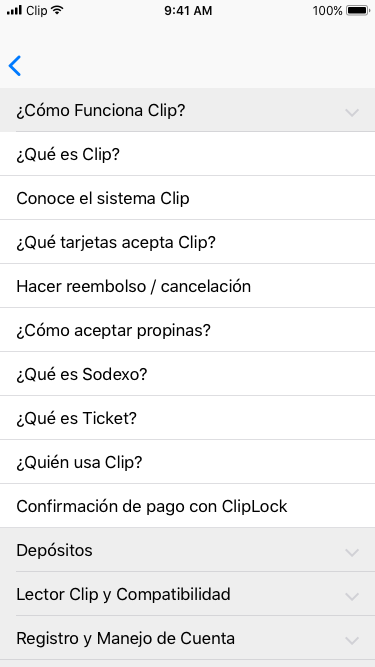 Clip 9:41 AM 100%
¿Cómo Funciona Clip?
¿Qué es Clip?
Conoce el sistema Clip
¿Qué tarjetas acepta Clip?
Hacer reembolso / cancelación
¿Cómo aceptar propinas?
¿Qué es Sodexo?
¿Qué es Ticket?
¿Quién usa Clip?
Confirmación de pago con ClipLock
Depósitos
Lector Clip y Compatibilidad
Registro y Manejo de Cuenta